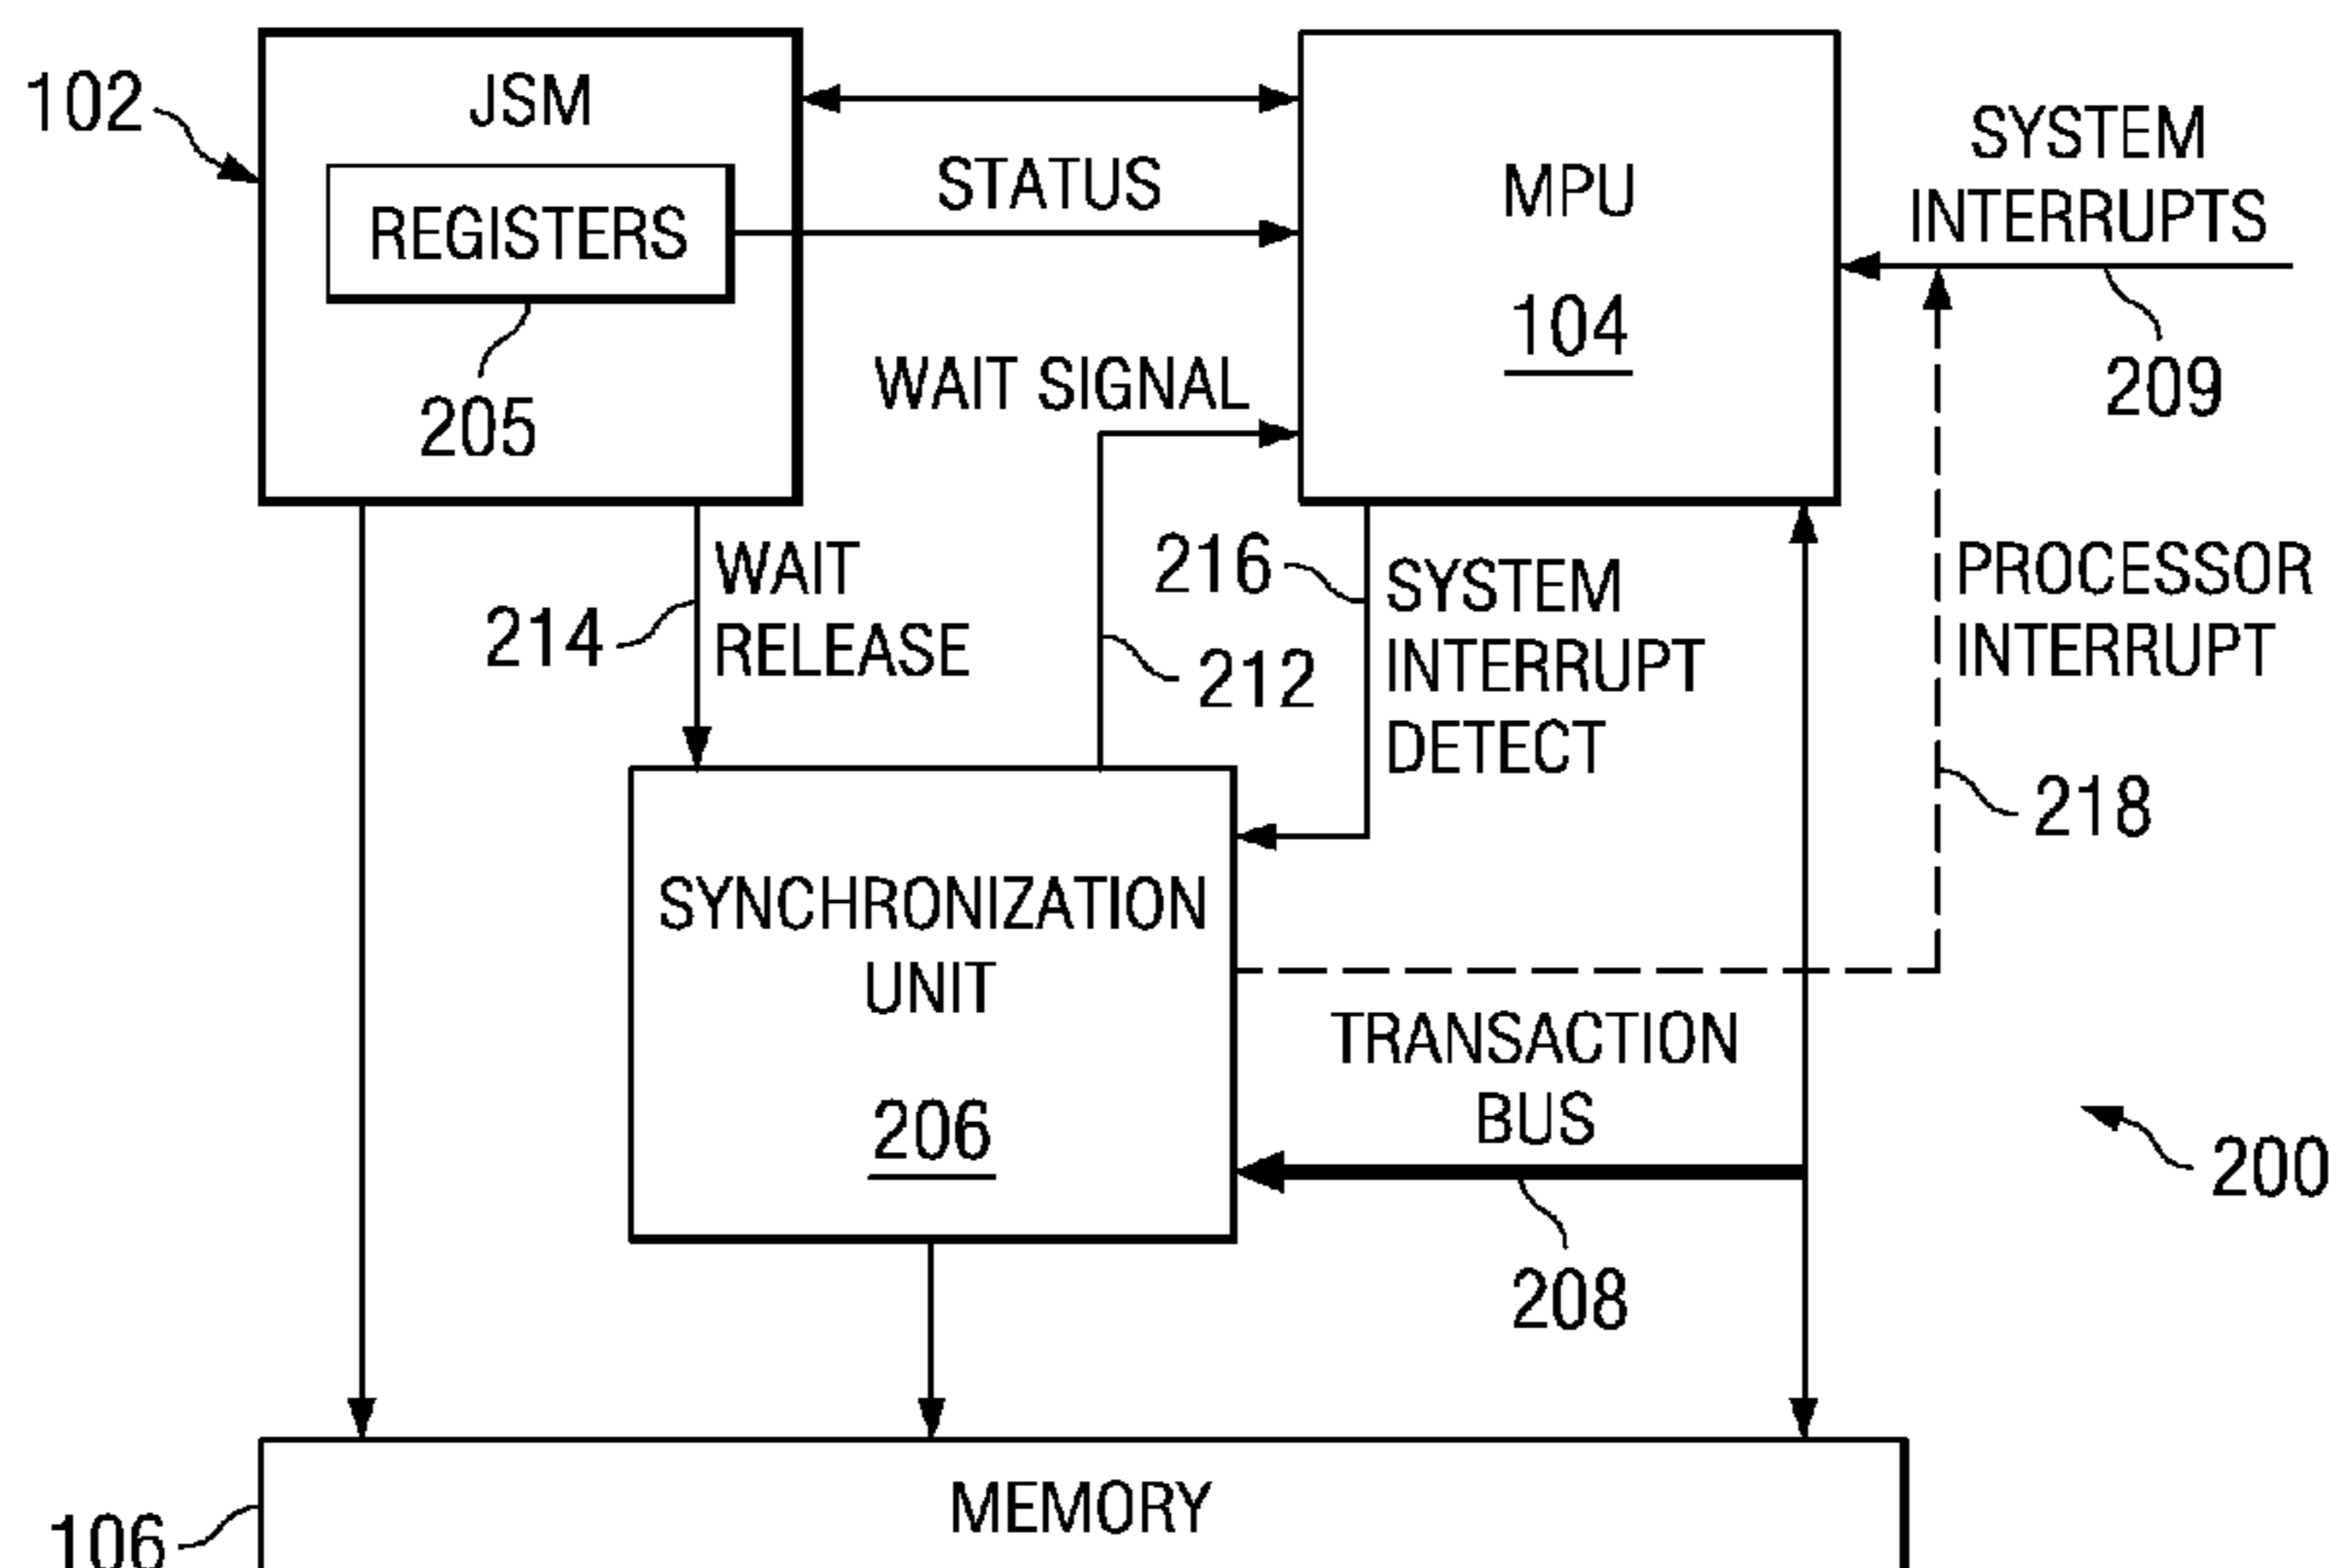 102
JSM
REGISTERS
205
STATUS
MPU
104
SYSTEM
INTERRUPTS
209
WAIT SIGNAL
214
WAIT
RELEASE
212
216
SYSTEM
INTERRUPT
DETECT
PROCESSOR
INTERRUPT
218
SYNCHRONIZATION
UNIT
206
TRANSACTION
BUS
208
200
MEMORY
106